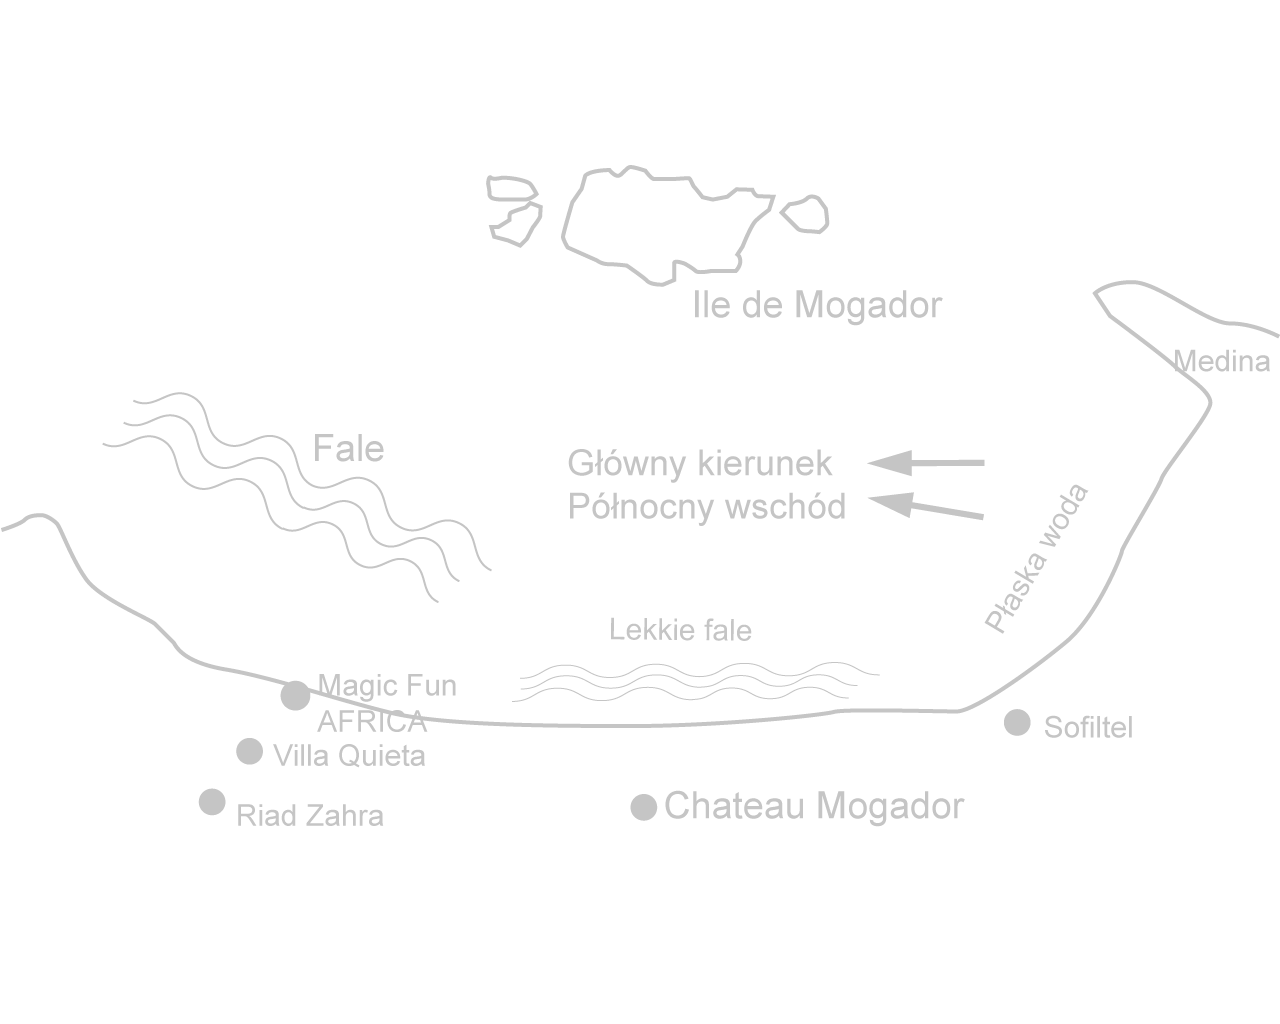 Ile de Mogador
Medina
Fale
Główny kierunek
Północny wschód
Płaska woda
Lekkie fale
Magic Fun
AFRICA
Villa Quieta
Riad Zahra
Chateau Mogador
Sofiltel